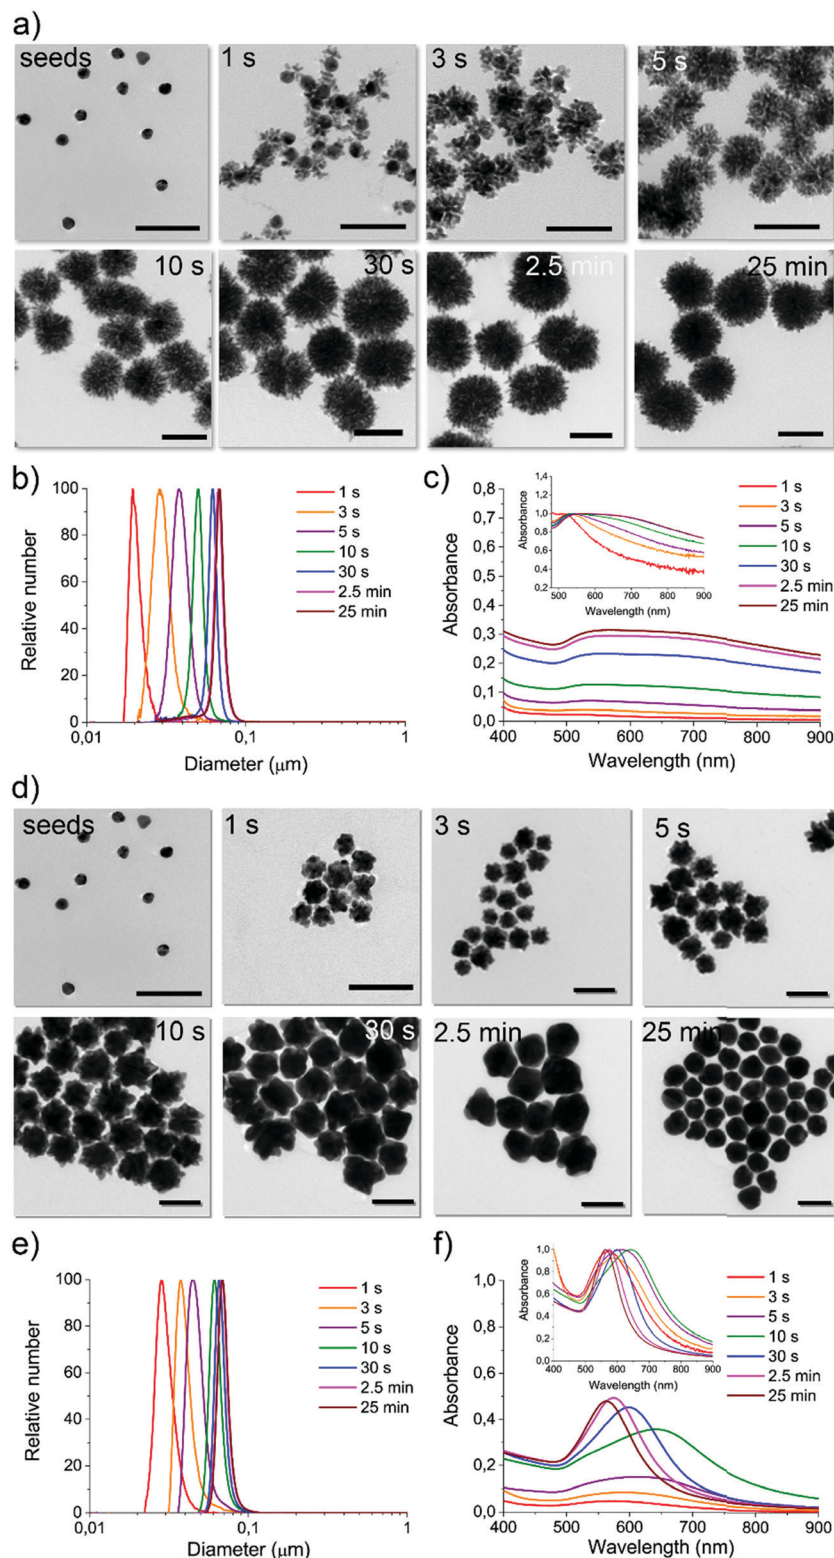 a)
seeds
1 s
3 s
5 s
10 s
30 s
2.5 min
25 min
b)
100
80
60
40
20
0
Relative number
0,01
0,1
1
Diameter (μm)
1 s
3 s
5 s
10 s
30 s
2.5 min
25 min
c)
0,8
0,7
0,6
0,5
0,4
0,3
0,2
0,1
0,0
Absorbance
400
500
600
700
800
900
Wavelength (nm)
1,4
1,2
1,0
0,8
0,6
0,4
0,2
Absorbance
500
600
700
800
900
Wavelength (nm)
1 s
3 s
5 s
10 s
30 s
2.5 min
25 min
d)
seeds
1 s
3 s
5 s
10 s
30 s
2.5 min
25 min
e)
100
80
60
40
20
0
Relative number
0,01
0,1
1
Diameter (μm)
1 s
3 s
5 s
10 s
30 s
2.5 min
25 min
f)
1,0
0,8
0,6
0,4
0,2
0,0
Absorbance
400
500
600
700
800
900
Wavelength (nm)
1,0
0,8
0,6
0,4
0,2
0,0
Absorbance
400
500
600
700
800
900
Wavelength (nm)
1 s
3 s
5 s
10 s
30 s
2.5 min
25 min